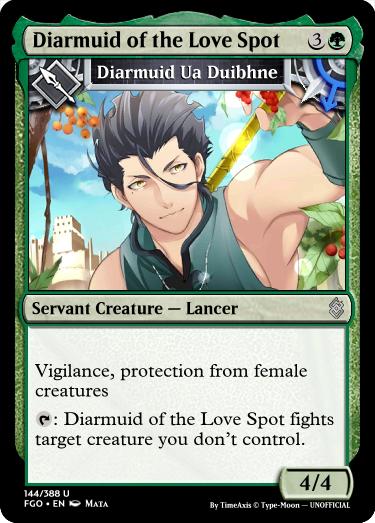 Diarmuid of the Love Spot 3
Diarmuid Ua Duibhne
Servant Creature — Lancer
Vigilance, protection from female
creatures
: Diarmuid of the Love Spot fights
target creature you don't control.
4/4
144/388 U
FGO • EN Mata
By TimeAxis © Type-Moon — UNOFFICIAL